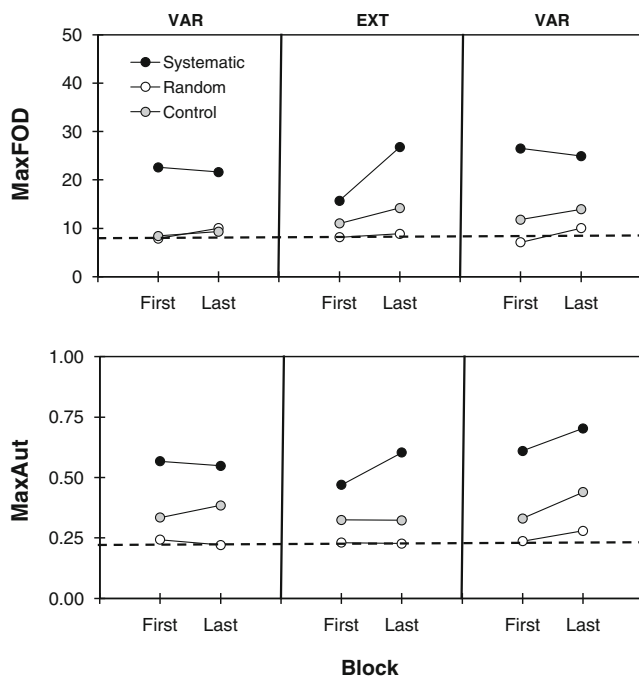 VAR EXT VAR
MaxFOD
50
40
30
20
10
0
Systematic
Random
Control
First Last First Last First Last
MaxAut
1.00
0.75
0.50
0.25
0.00
First Last First Last First Last
Block